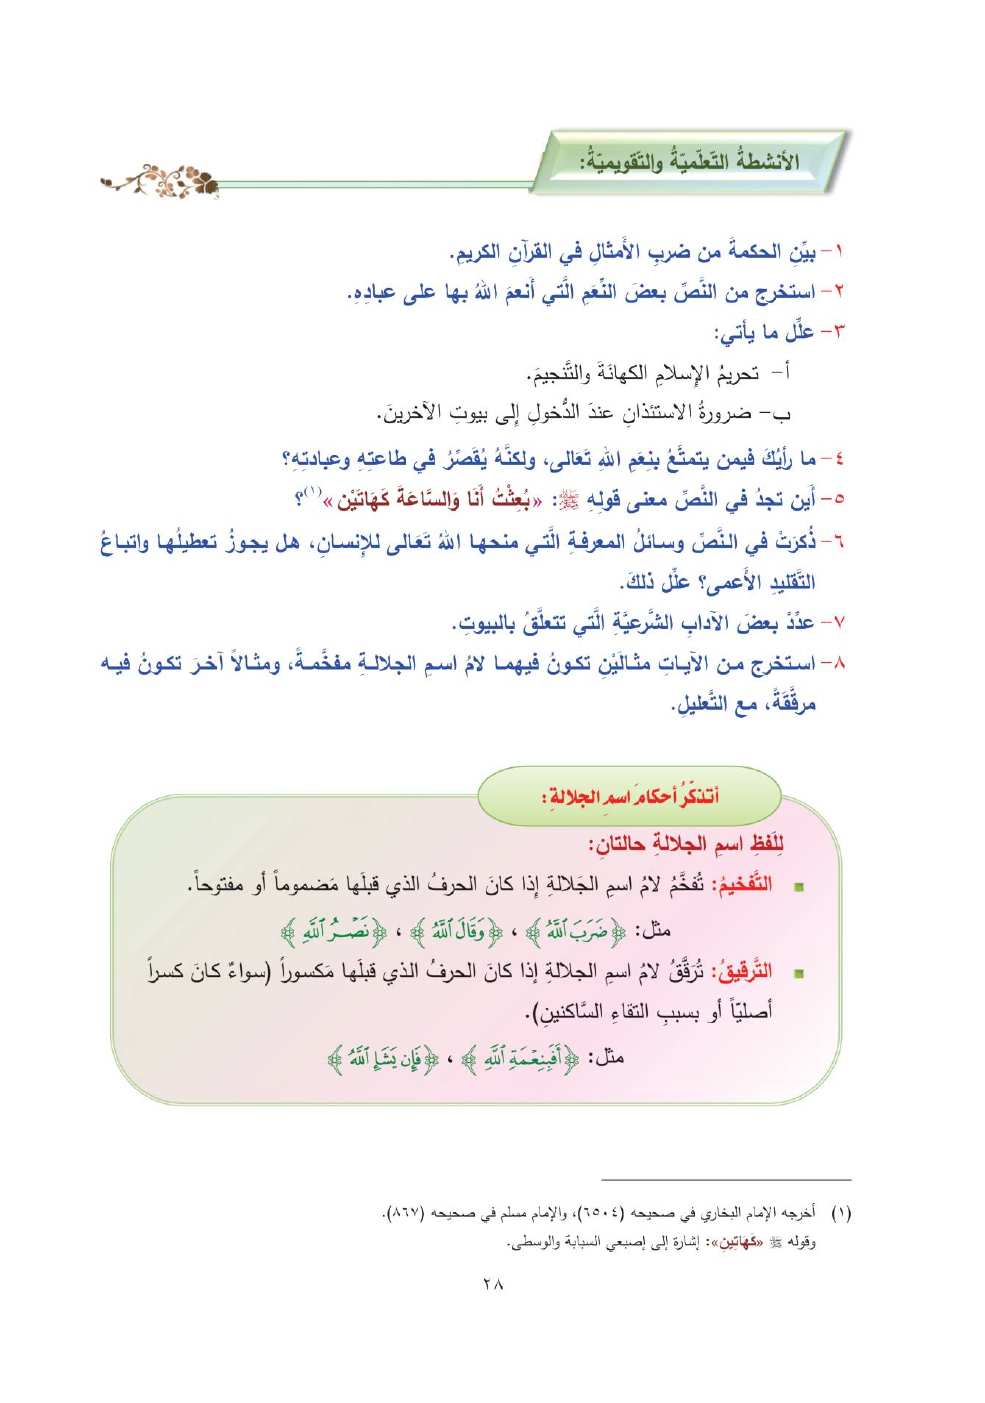 الأنشطةُ التَّعلّميّةُ والتَّقويميّةُ:
١- بيِّنِ الحكمةَ من ضربِ الأمثالِ في القرآنِ الكريمِ.
٢- استخرج من النَّصِّ بعضَ النِّعَمِ الَّتي أنعمَ اللهُ بها على عبادِهِ.
٣- علِّل ما يأتي:
أ- تحريمُ الإسلامِ الكهانَةَ والتَّنجيمَ.
ب- ضرورةُ الاستئذانِ عندَ الدُّخولِ إلى بيوتِ الآخرينَ.
٤- ما رأيُكَ فيمن يتمتَّعُ بنِعَمِ اللهِ تَعَالى، ولكنَّهُ يُقَصِّرُ في طاعتِهِ وعبادتِهِ؟
٥- أين تجدُ في النَّصِّ معنى قولِهِ ﷺ: «بُعِثْتُ أَنَا وَالسَّاعَةَ كَهَاتَيْن»(١)؟
٦- ذُكرَتْ في النَّصِّ وسائلُ المعرفةِ الَّتي منحها اللهُ تَعَالى للإنسانِ، هل يجوزُ تعطيلُها واتباعُ
التَّقليدِ الأعمى؟ علّل ذلكَ.
٧- عدِّدْ بعضَ الآدابِ الشَّرعيَّةِ الَّتي تتعلَّقُ بالبيوتِ.
٨- استخرج من الآياتِ مثالَيْنِ تكونُ فيهما لامُ اسمِ الجلالةِ مفخَّمةً، ومثالاً آخرَ تكونُ فيه
مرقَّقَةً، مع التَّعليلِ.
أتذكّرُ أحكامَ اسمِ الجلالةِ:
لِلَفظِ اسمِ الجلالةِ حالتانِ:
▪ التَّفخيمُ: تُفخَّمُ لامُ اسمِ الجَلالةِ إذا كانَ الحرفُ الذي قبلَها مَضموماً أو مفتوحاً.
مثل: ﴿ضَرَبَ ٱللَّهُ﴾ ، ﴿وَقَالَ ٱللَّهُ﴾ ، ﴿نَصْرُ ٱللَّهِ﴾
▪ التَّرقيقُ: تُرَقَّقُ لامُ اسمِ الجلالةِ إذا كانَ الحرفُ الذي قبلَها مَكسوراً (سواءٌ كانَ كسراً
أصليّاً أو بسببِ التقاءِ السَّاكنينِ).
مثل: ﴿أَفَبِنِعْمَةِ ٱللَّهِ﴾ ، ﴿فَإِن يَشَإِ ٱللَّهُ﴾
(١) أخرجه الإمام البخاري في صحيحه (٦٥٠٤)، والإمام مسلم في صحيحه (٨٦٧).
وقوله ﷺ «كَهَاتينِ»: إشارة إلى إصبعي السبابة والوسطى.
٢٨